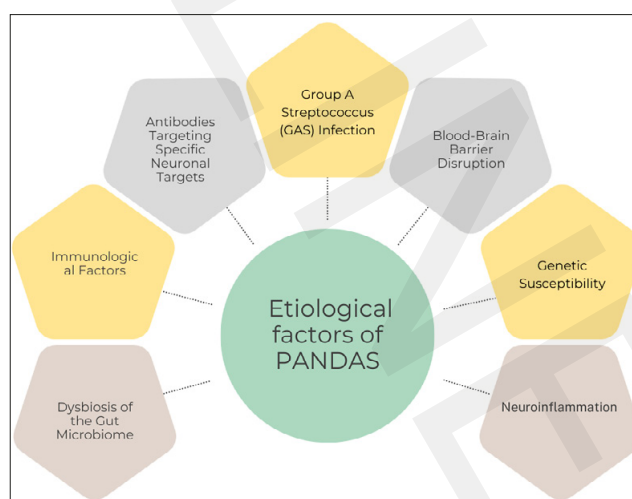 Group A
Streptococcus
(GAS) Infection
Antibodies
Targeting
Specific
Neuronal
Targets
Blood-Brain
Barrier
Disruption
Immunologic
al Factors
Genetic
Susceptibility
Etiological
factors of
PANDAS
Dysbiosis of
the Gut
Microbiome
Neuroinflammation